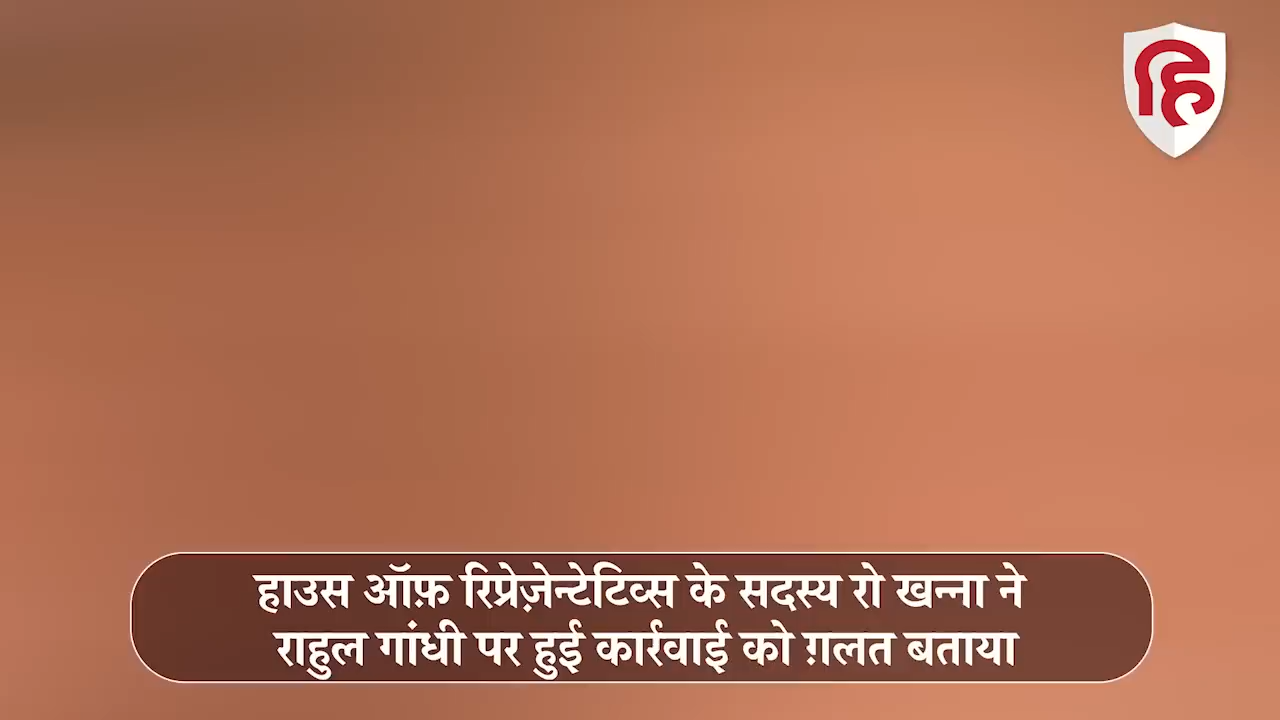 हि
हाउस ऑफ़ रिप्रेज़ेन्टेटिव्स के सदस्य रो खन्ना ने
राहुल गांधी पर हुई कार्रवाई को ग़लत बताया